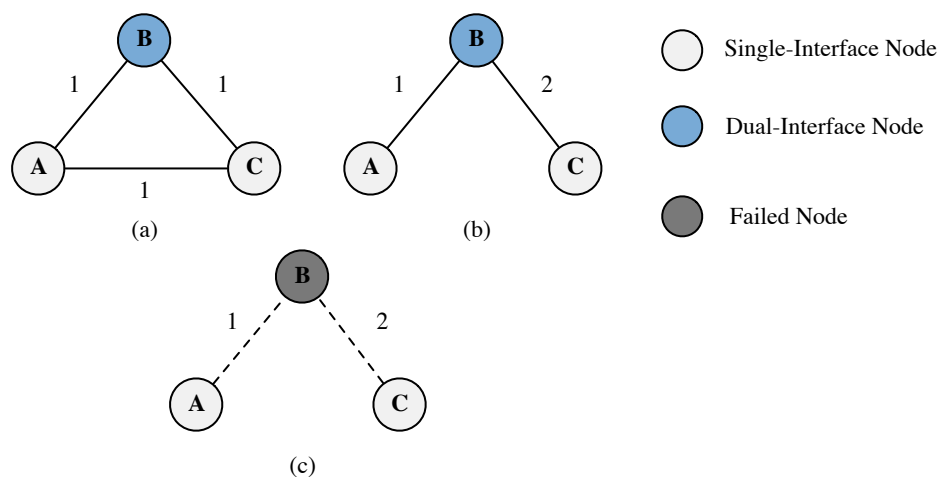 B
1
1
A
C
1
(a)
B
1
2
A
C
(b)
Single-Interface Node
Dual-Interface Node
Failed Node
B
1
2
A
C
(c)